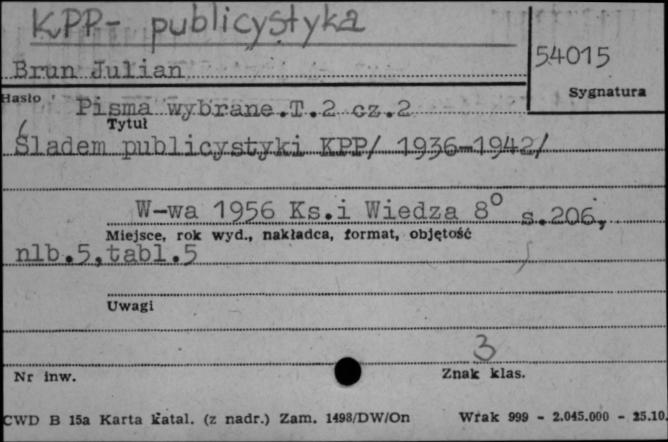 KPP- publicystyka
54015
Brun Julian
Hasło
Sygnatura
Pisma wybrane.T.2 cz.2
Tytuł
Śladem publicystyki KPP/ 1936-1942/
W-wa 1956 Ks.i Wiedza 8° s.206,
Miejsce, rok wyd., nakładca, format, objętość
nlb.5,tabl.5
Uwagi
3
Nr inw.
Znak klas.
CWD B 15a Karta katal. (z nadr.) Zam. 1498/DW/On Wrak 999 - 2.045.000 - 25.10.